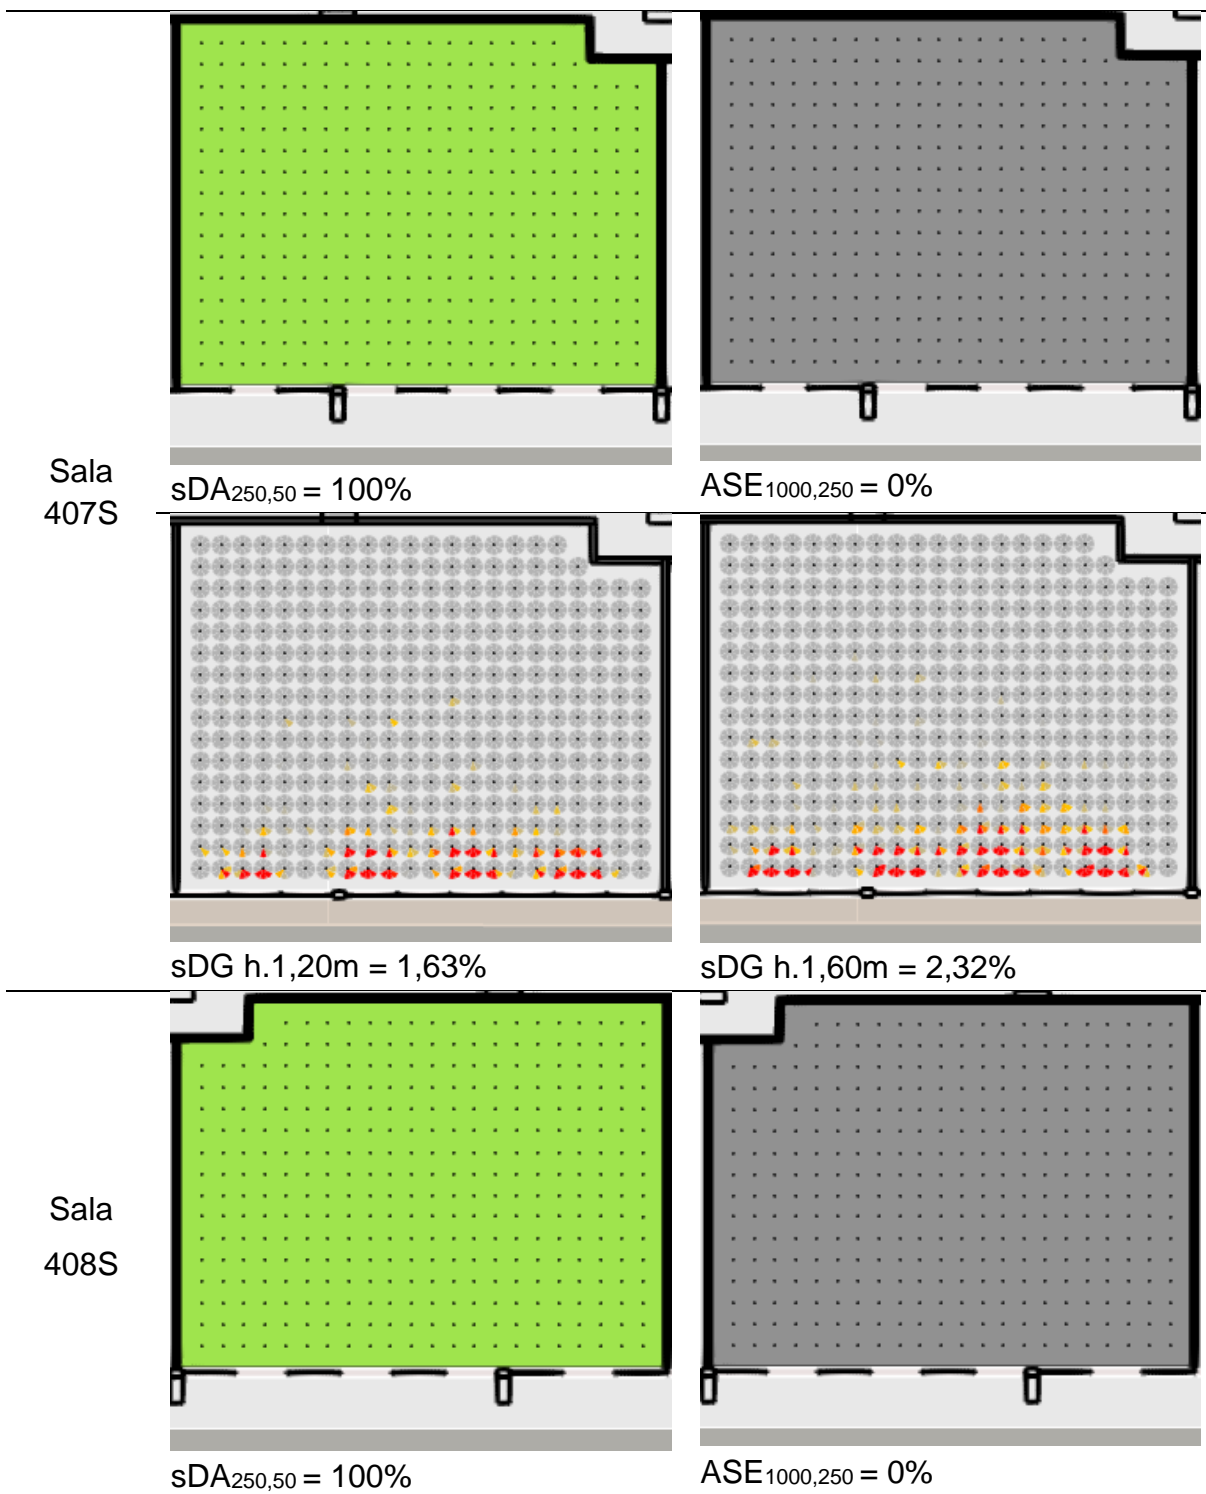 sDA250,50 = 100%
ASE1000,250 = 0%
Sala
407S
sDG h.1,20m = 1,63%
sDG h.1,60m = 2,32%
Sala
408S
sDA250,50 = 100%
ASE1000,250 = 0%